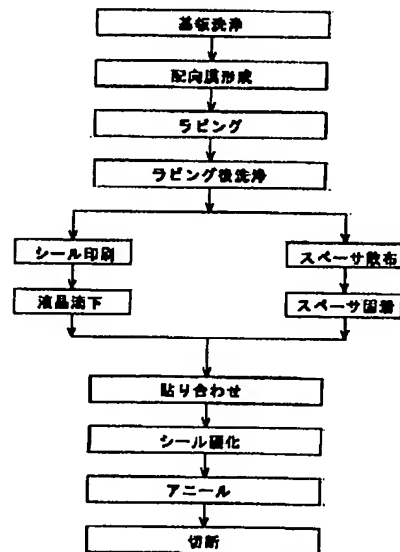 基板洗浄
配向膜形成
ラビング
ラビング後洗浄
シール印刷
スペーサ散布
液晶滴下
スペーサ固着
貼り合わせ
シール硬化
アニール
切断